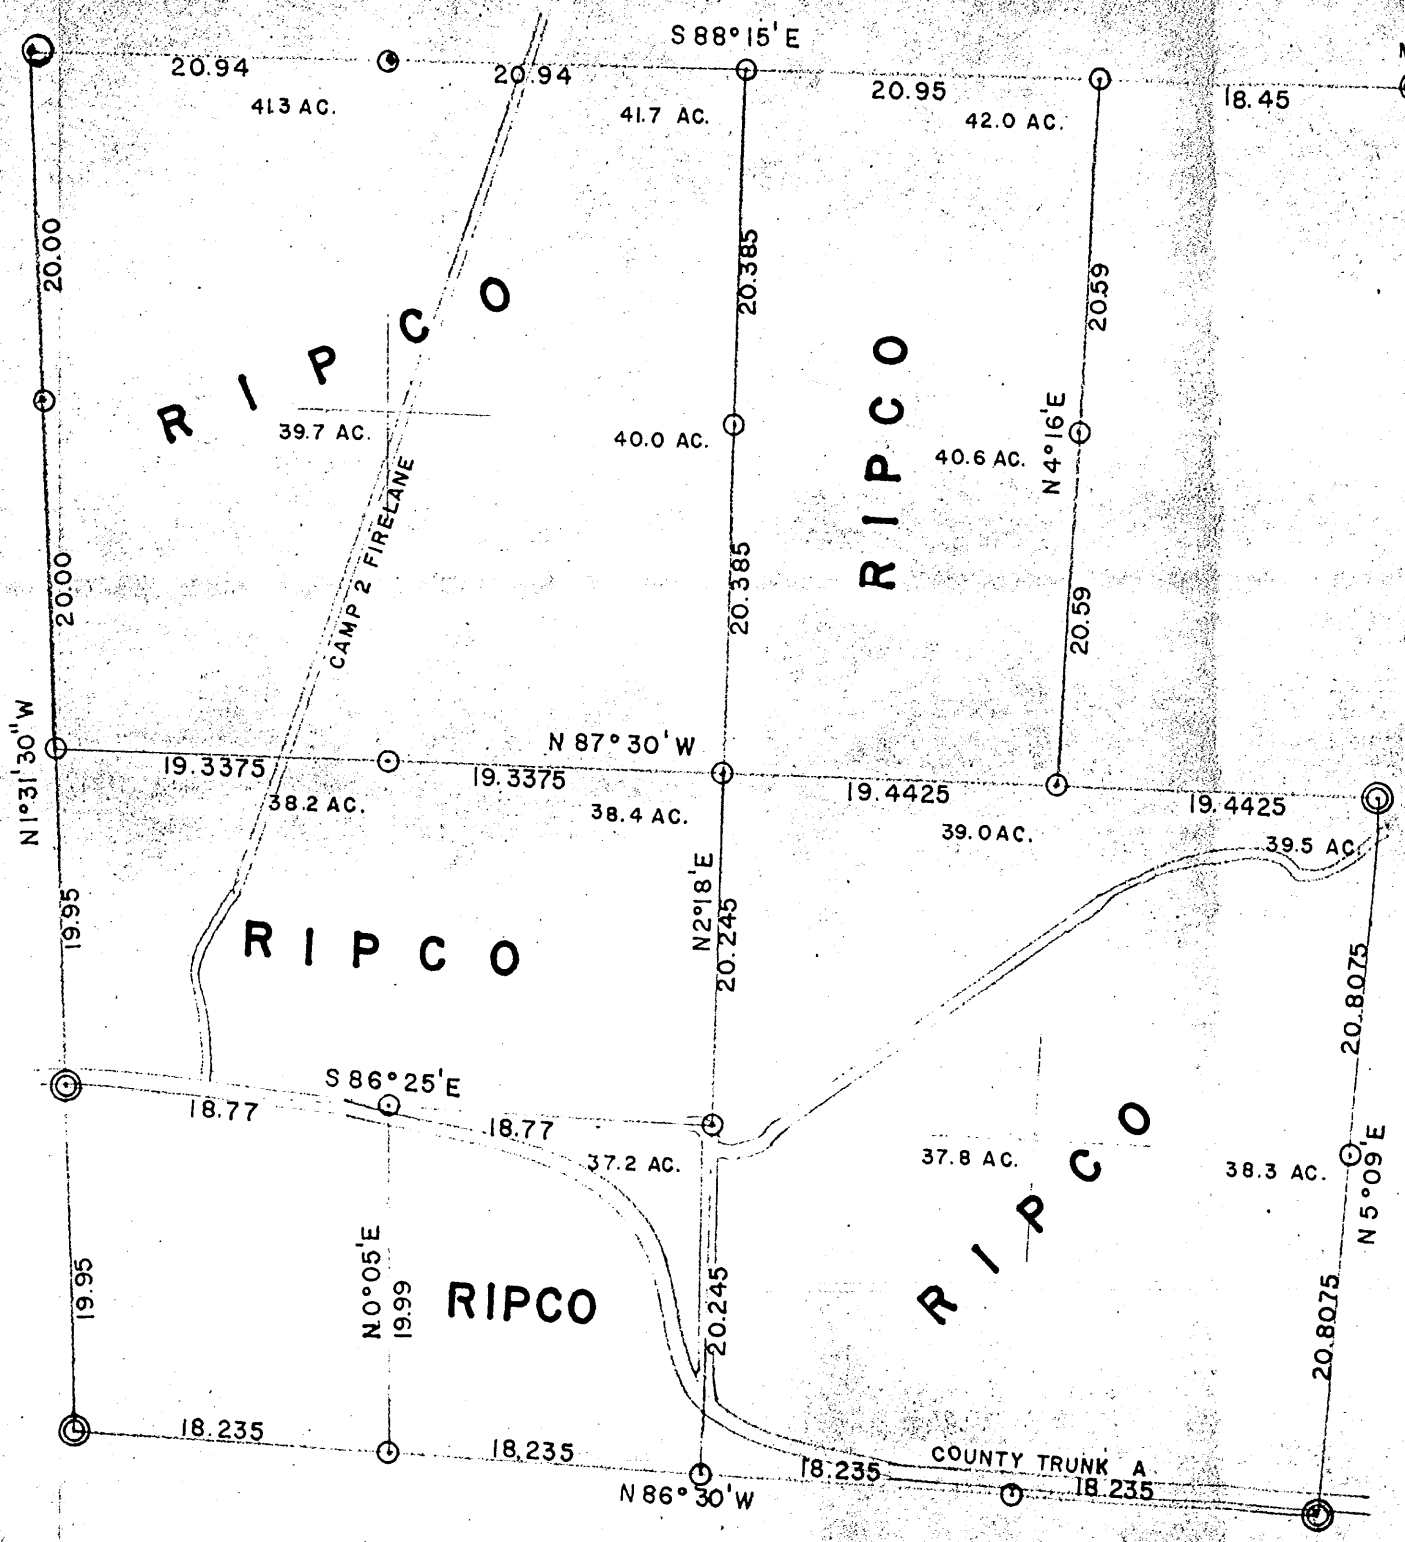 S 88°15'E
20.94
20.94
20.95
18.45
41.3 AC.
41.7 AC.
42.0 AC.
20.00
20.385
20.59
RIPCO
RIPCO
39.7 AC.
40.0 AC.
40.6 AC.
N 4°16'E
CAMP 2 FIRELANE
20.00
20.385
20.59
N 1°31'30"W
N 87°30'W
19.3375
19.3375
19.4425
19.4425
38.2 AC.
38.4 AC.
39.0 AC.
39.5 AC.
N 2°18'E
19.95
20.245
20.8075
RIPCO
S 86°25'E
18.77
18.77
37.2 AC.
37.8 AC.
38.3 AC.
N 5°09'E
RIPCO
N 0°05'E
19.99
19.95
RIPCO
20.245
20.8075
18.235
18.235
18.235
COUNTY TRUNK A
18.235
N 86°30'W